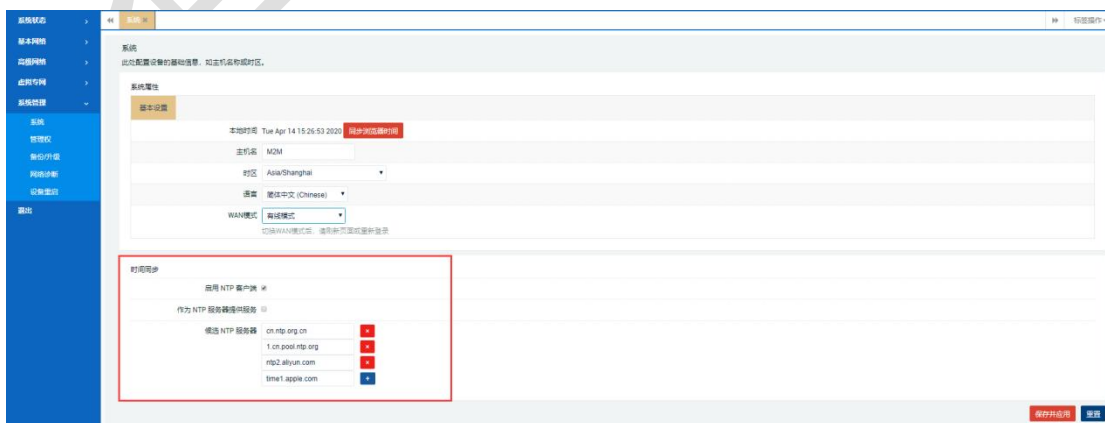 系统状态
基本网络
高级网络
虚拟专网
系统管理
系统
管理权
备份/升级
网络诊断
设备重启
退出
系统
标签操作
系统
此处配置设备的基础信息，如主机名称或时区。
系统属性
基本设置
本地时间 Tue Apr 14 15:26:53 2020 同步浏览器时间
主机名 M2M
时区 Asia/Shanghai
语言 简体中文 (Chinese)
WAN模式 有线模式
切换WAN模式后，请刷新页面或重新登录
时间同步
启用 NTP 客户端
作为 NTP 服务器提供服务
候选 NTP 服务器 cn.ntp.org.cn
1.cn.pool.ntp.org
ntp2.aliyun.com
time1.apple.com
保存并应用 重置